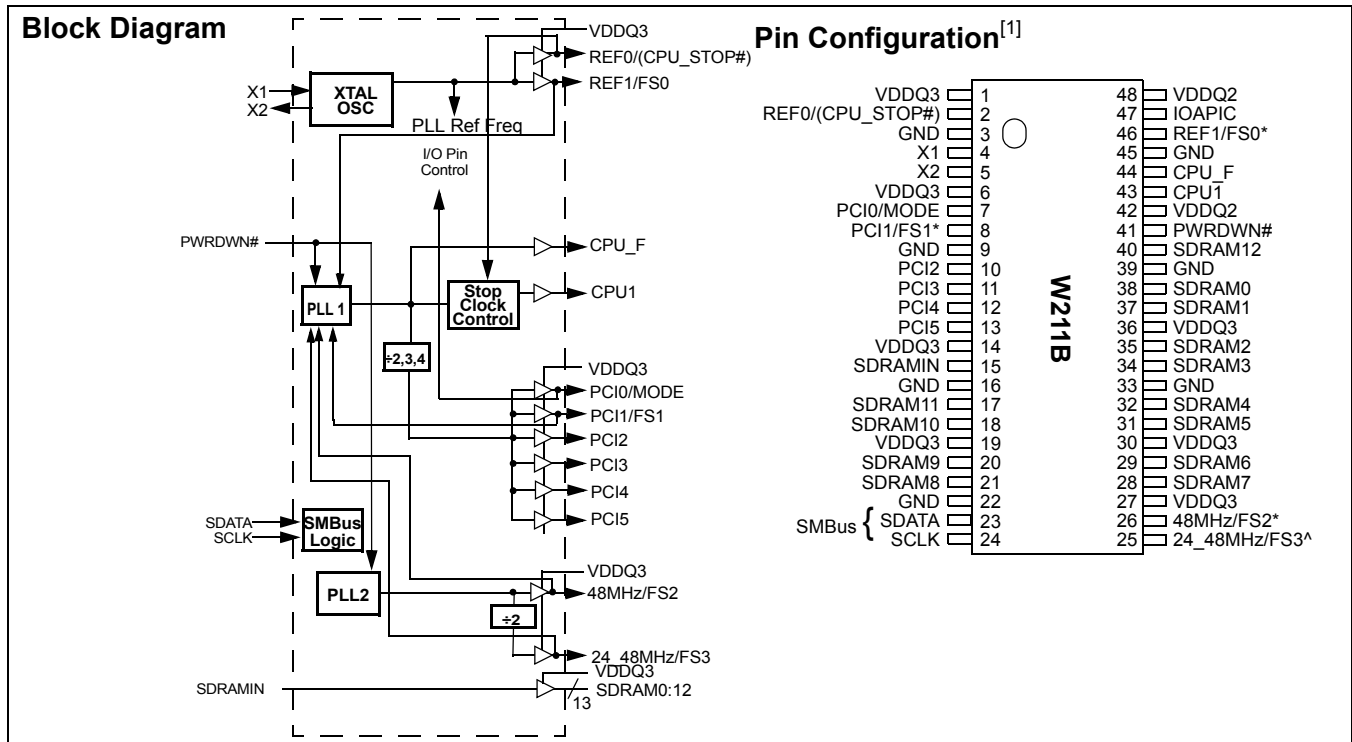 Block Diagram
VDDQ3
REF0/(CPU_STOP#)
REF1/FS0
X1
X2
XTAL
OSC
PLL Ref Freq
I/O Pin
Control
PWRDWN#
CPU_F
PLL 1
Stop
Clock
Control
CPU1
÷2,3,4
VDDQ3
PCI0/MODE
PCI1/FS1
PCI2
PCI3
PCI4
PCI5
SDATA
SCLK
SMBus
Logic
VDDQ3
PLL2
48MHz/FS2
÷2
24_48MHz/FS3
VDDQ3
SDRAMIN
SDRAM0:12
13
Pin Configuration[1]
VDDQ3 1 48 VDDQ2
REF0/(CPU_STOP#) 2 47 IOAPIC
GND 3 46 REF1/FS0*
X1 4 45 GND
X2 5 44 CPU_F
VDDQ3 6 43 CPU1
PCI0/MODE 7 42 VDDQ2
PCI1/FS1* 8 41 PWRDWN#
GND 9 40 SDRAM12
PCI2 10 39 GND
PCI3 11 38 SDRAM0
PCI4 12 37 SDRAM1
PCI5 13 36 VDDQ3
VDDQ3 14 35 SDRAM2
SDRAMIN 15 34 SDRAM3
GND 16 33 GND
SDRAM11 17 32 SDRAM4
SDRAM10 18 31 SDRAM5
VDDQ3 19 30 VDDQ3
SDRAM9 20 29 SDRAM6
SDRAM8 21 28 SDRAM7
GND 22 27 VDDQ3
SMBus { SDATA 23 26 48MHz/FS2*
SCLK 24 25 24_48MHz/FS3^
W211B